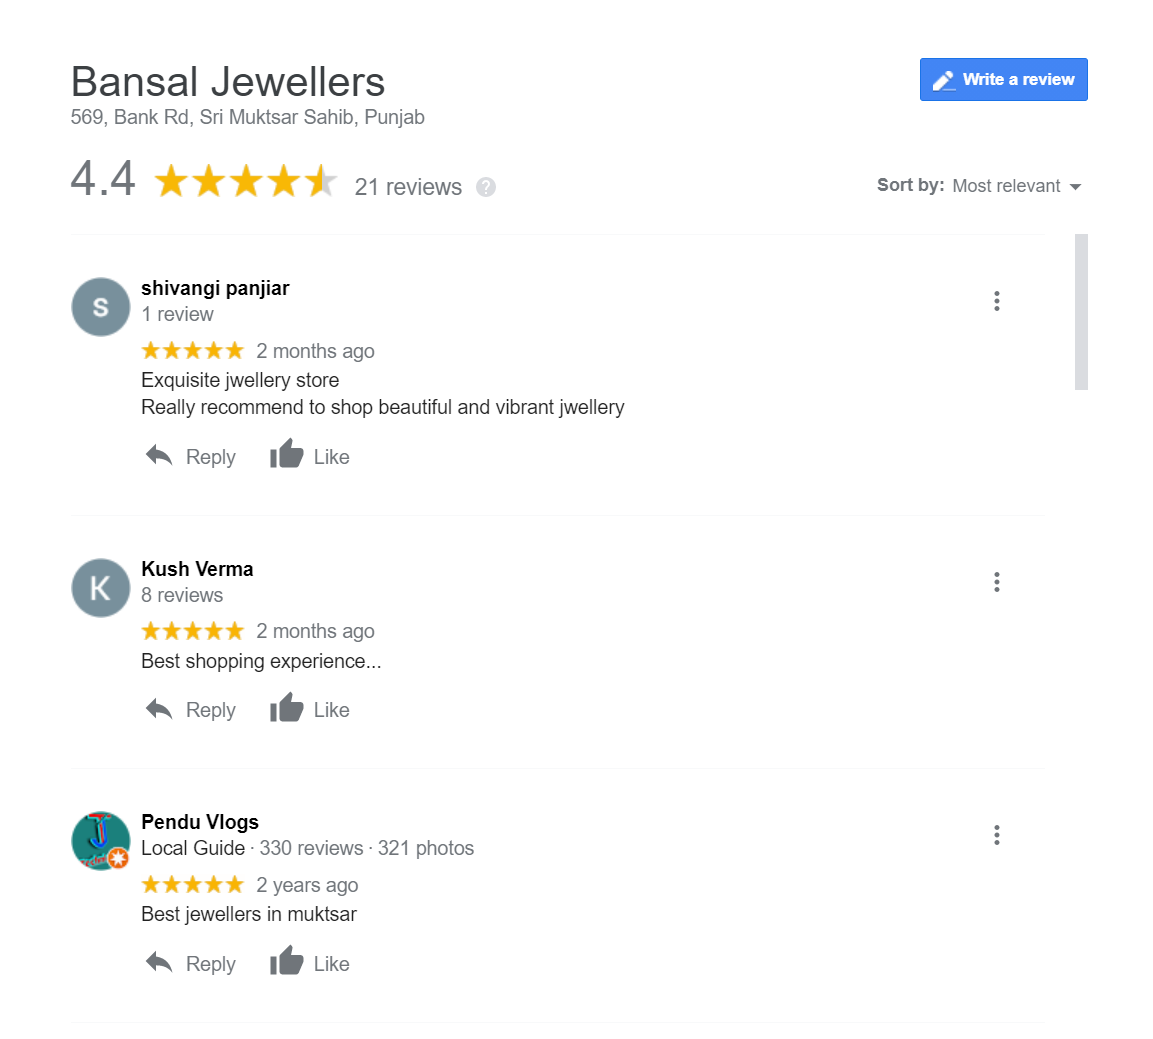 Bansal Jewellers
Write a review
569, Bank Rd, Sri Muktsar Sahib, Punjab
4.4 21 reviews ?
Sort by: Most relevant
S
shivangi panjiar
1 review
2 months ago
Exquisite jwellery store
Really recommend to shop beautiful and vibrant jwellery
Reply Like
K
Kush Verma
8 reviews
2 months ago
Best shopping experience...
Reply Like
J
Pendu Vlogs
Local Guide · 330 reviews · 321 photos
2 years ago
Best jewellers in muktsar
Reply Like